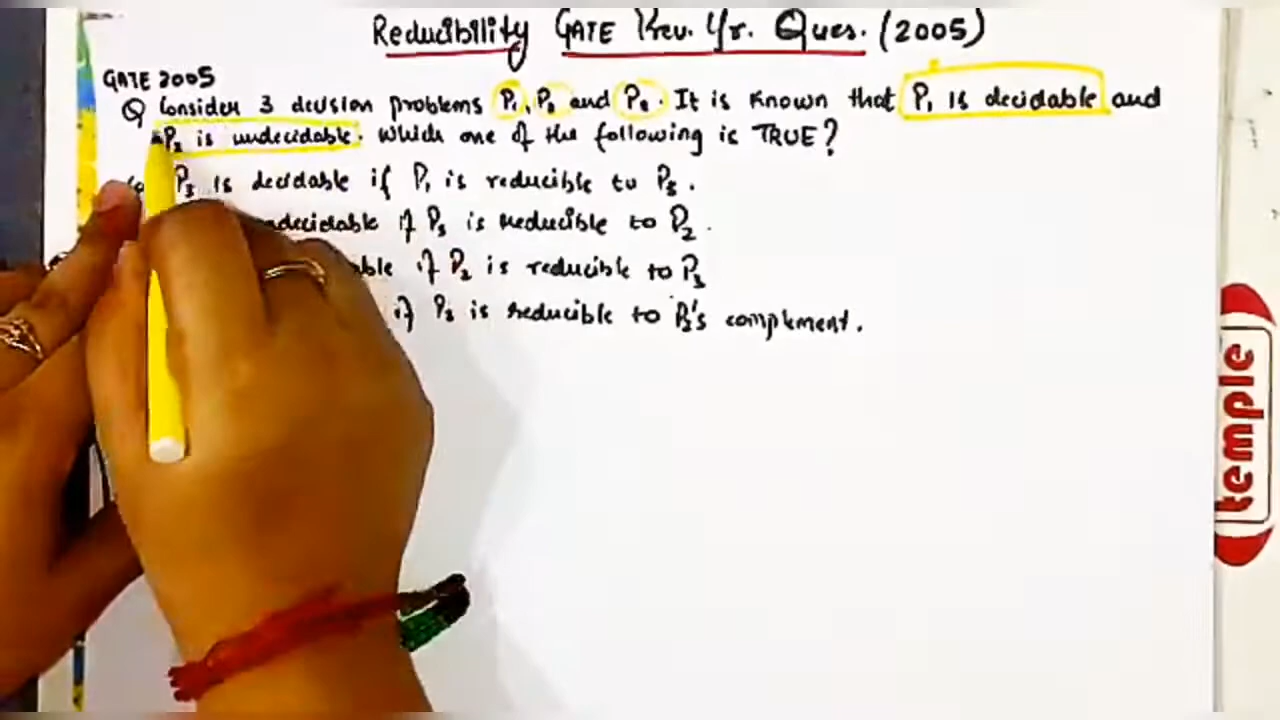 Reducibility GATE Prev. Yr. Ques. (2005)
GATE 2005
Q Consider 3 decision problems P₁, P₂ and P₃. It is known that P₁ is decidable and
P₂ is undecidable. Which one of the following is TRUE?
P₃ is decidable if P₁ is reducible to P₃.
undecidable if P₃ is reducible to P₂.
if P₂ is reducible to P₃
if P₃ is reducible to P₂'s complement.
temple